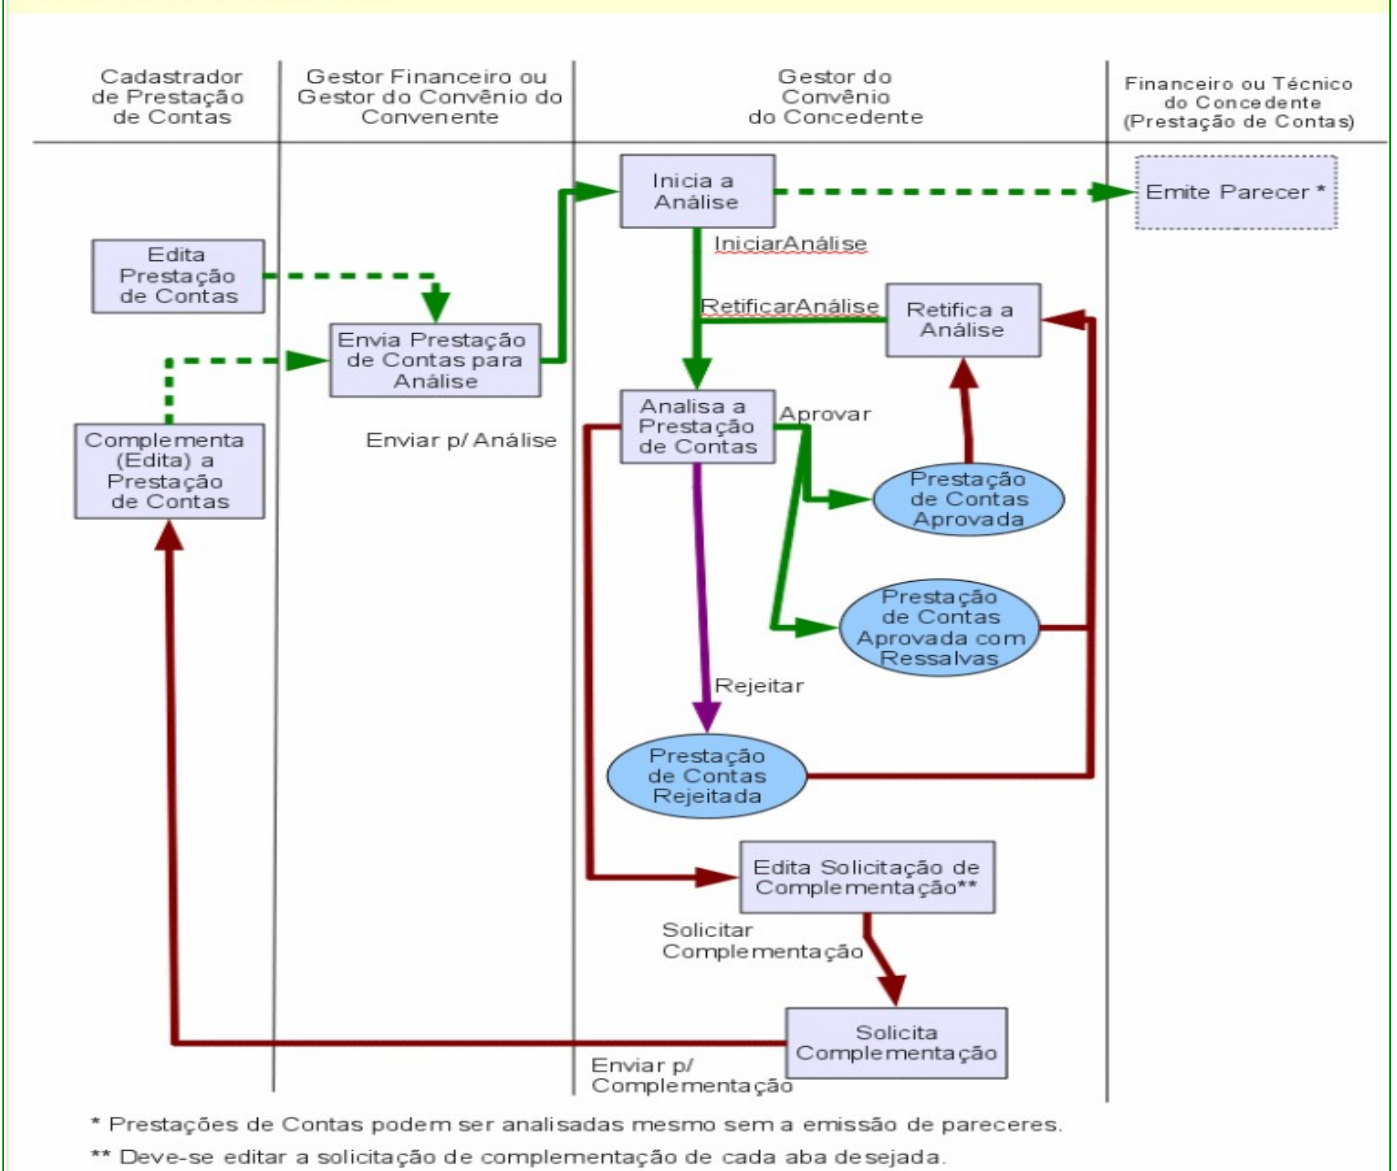 Cadastrador
de Prestação
de Contas
Gestor Financeiro ou
Gestor do Convênio do
Convenente
Gestor do
Convênio
do Concedente
Financeiro ou Técnico
do Concedente
(Prestação de Contas)
Inicia a
Análise
Emite Parecer *
IniciarAnálise
Edita
Prestação
de Contas
RetificarAnálise
Retifica a
Análise
Envia Prestação
de Contas para
Análise
Enviar p/ Análise
Analisa a
Prestação
de Contas
Aprovar
Complementa
(Edita) a
Prestação
de Contas
Prestação
de Contas
Aprovada
Prestação
de Contas
Aprovada com
Ressalvas
Rejeitar
Prestação
de Contas
Rejeitada
Edita Solicitação de
Complementação**
Solicitar
Complementação
Solicita
Complementação
Enviar p/
Complementação
* Prestações de Contas podem ser analisadas mesmo sem a emissão de pareceres.
** Deve-se editar a solicitação de complementação de cada aba desejada.